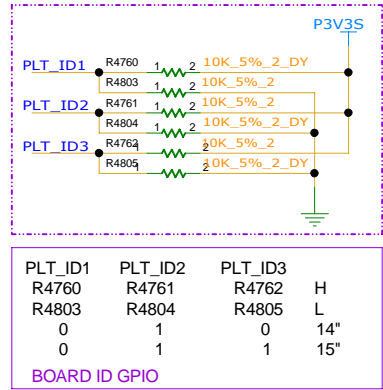 P3V3S
PLT_ID1 R4760 1 2 10K_5%_2_DY
R4803 1 2 10K_5%_2
PLT_ID2 R4761 1 2 10K_5%_2
R4804 1 2 10K_5%_2_DY
PLT_ID3 R4762 1 2 10K_5%_2
R4805 1 2 10K_5%_2_DY
PLT_ID1 PLT_ID2 PLT_ID3
R4760 R4761 R4762 H
R4803 R4804 R4805 L
0 1 0 14"
0 1 1 15"
BOARD ID GPIO